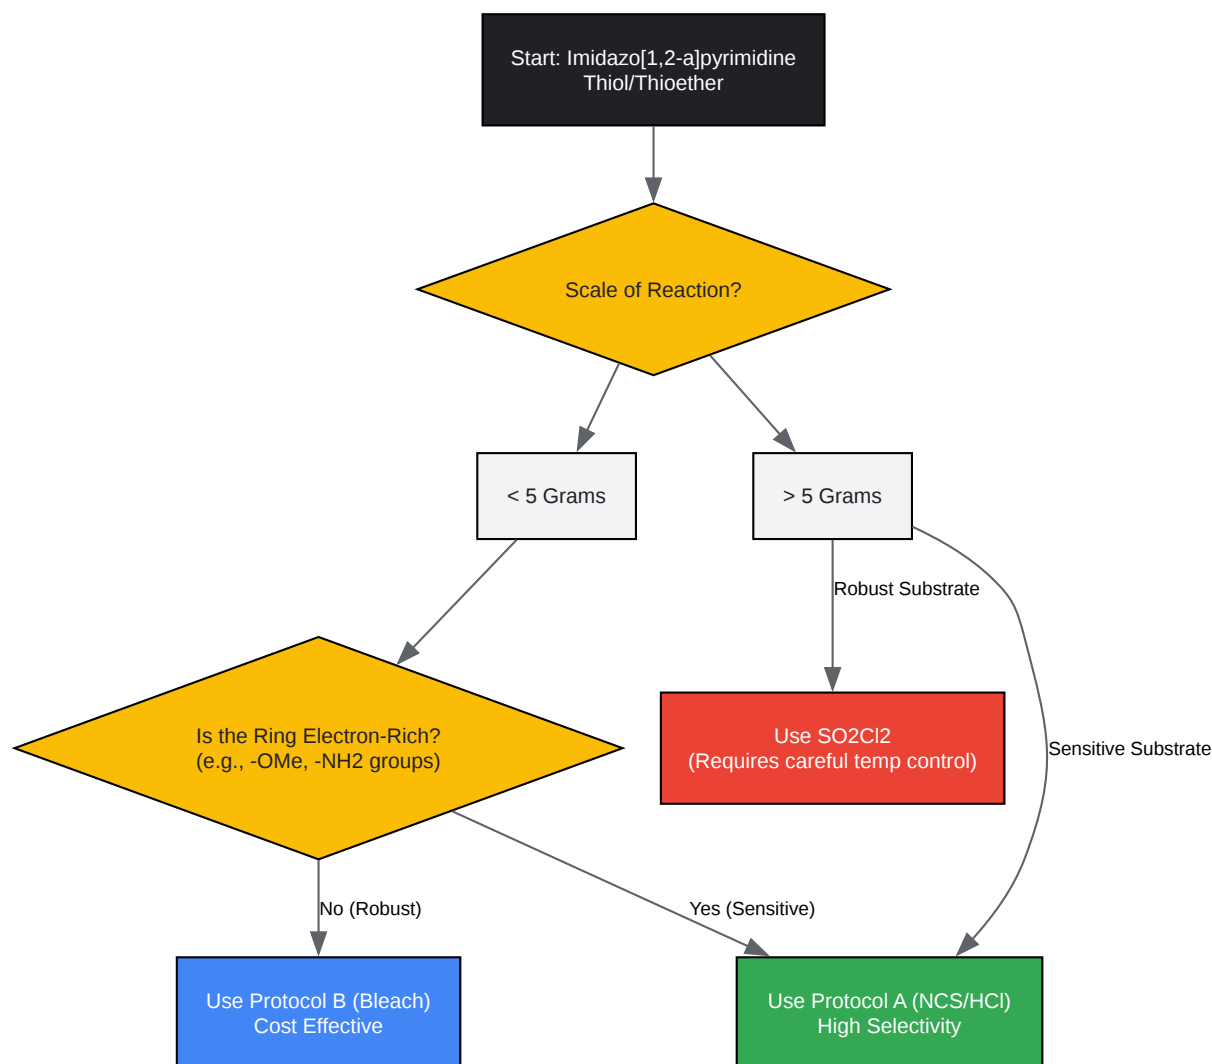 Start: Imidazo[1,2-a]pyrimidine
Thiol/Thioether
Scale of Reaction?
< 5 Grams
> 5 Grams
Robust Substrate
Is the Ring Electron-Rich?
(e.g., -OMe, -NH2 groups)
Use SO2Cl2
(Requires careful temp control)
Sensitive Substrate
No (Robust)
Yes (Sensitive)
Use Protocol B (Bleach)
Cost Effective
Use Protocol A (NCS/HCl)
High Selectivity